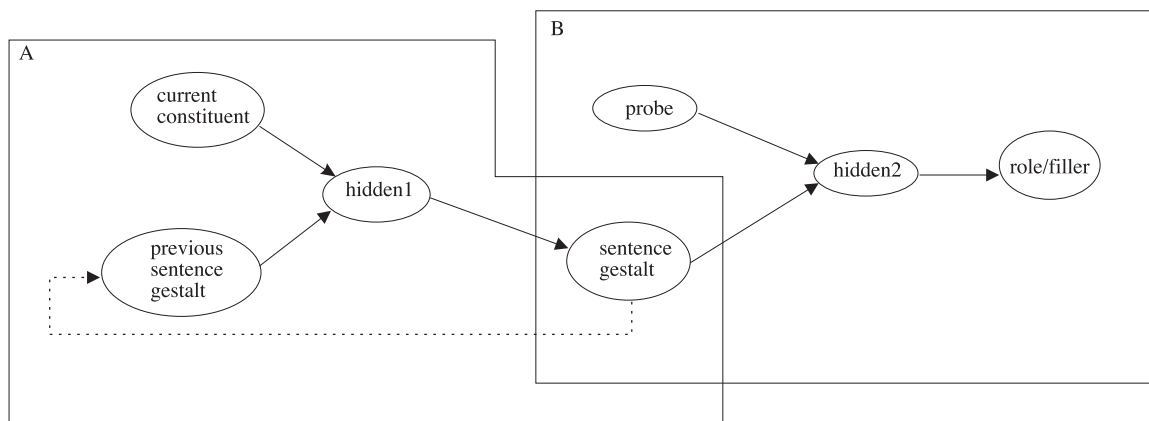 A
B
current
constituent
probe
hidden1
hidden2
role/filler
previous
sentence
gestalt
sentence
gestalt